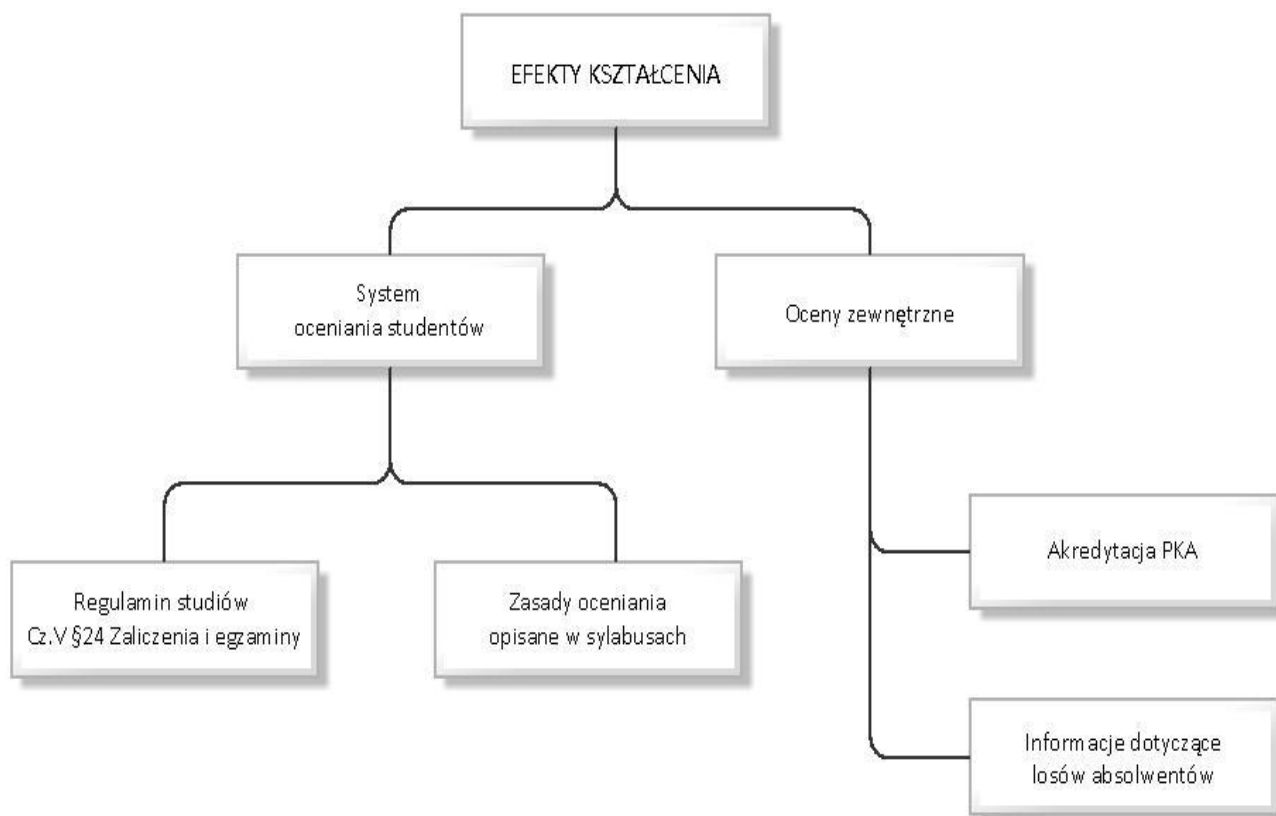 EFEKTY KSZTAŁCENIA
System
oceniania studentów
Oceny zewnętrzne
Regulamin studiów
Cz.V §24 Zaliczenia i egzaminy
Zasady oceniania
opisane w sylabusach
Akredytacja PKA
Informacje dotyczące
losów absolwentów